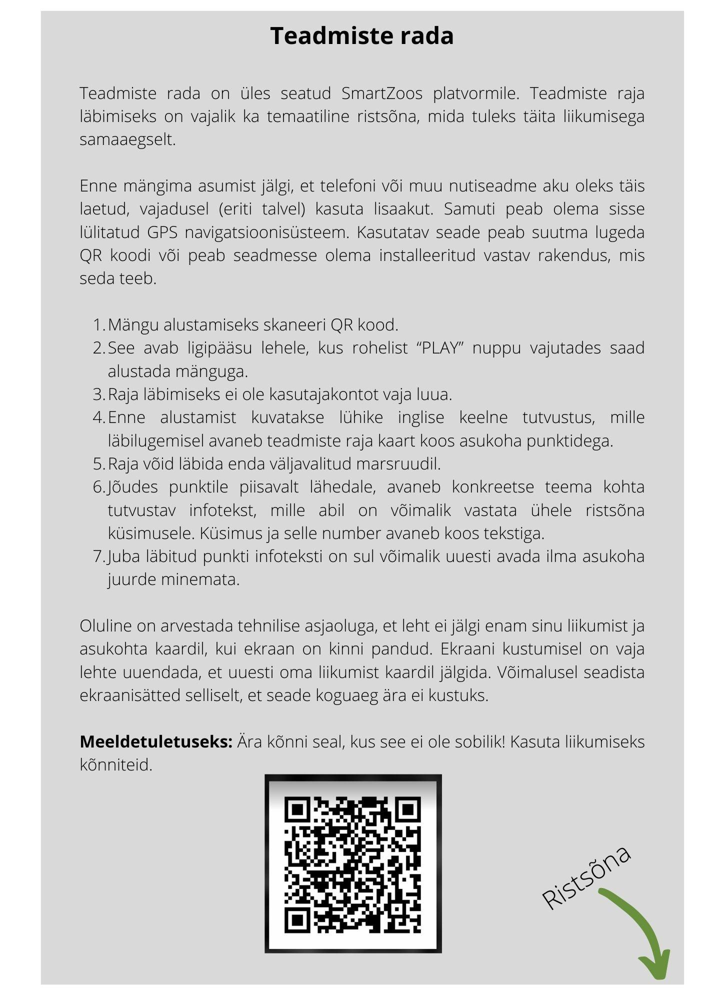 Teadmiste rada
Teadmiste rada on üles seatud SmartZoos platvormile. Teadmiste raja
läbimiseks on vajalik ka temaatiline ristsõna, mida tuleks täita liikumisega
samaaegselt.
Enne mängima asumist jälgi, et telefoni või muu nutiseadme aku oleks täis
laetud, vajadusel (eriti talvel) kasuta lisaakut. Samuti peab olema sisse
lülitatud GPS navigatsioonisüsteem. Kasutatav seade peab suutma lugeda
QR koodi või peab seadmesse olema installeeritud vastav rakendus, mis
seda teeb.
1. Mängu alustamiseks skaneeri QR kood.
2. See avab ligipääsu lehele, kus rohelist “PLAY” nuppu vajutades saad
alustada mänguga.
3. Raja läbimiseks ei ole kasutajakontot vaja luua.
4. Enne alustamist kuvatakse lühike inglise keelne tutvustus, mille
läbilugemisel avaneb teadmiste raja kaart koos asukoha punktidega.
5. Raja võid läbida enda väljavalitud marsruudil.
6. Jõudes punktile piisavalt lähedale, avaneb konkreetse teema kohta
tutvustav infotekst, mille abil on võimalik vastata ühele ristsõna
küsimusele. Küsimus ja selle number avaneb koos tekstiga.
7. Juba läbitud punkti infoteksti on sul võimalik uuesti avada ilma asukoha
juurde minemata.
Oluline on arvestada tehnilise asjaoluga, et leht ei jälgi enam sinu liikumist ja
asukohta kaardil, kui ekraan on kinni pandud. Ekraani kustumisel on vaja
lehte uuendada, et uuesti oma liikumist kaardil jälgida. Võimalusel seadista
ekraanisätted selliselt, et seade koguaeg ära ei kustuks.
Meeldetuletuseks: Ära kõnni seal, kus see ei ole sobilik! Kasuta liikumiseks
kõnniteid.
Ristsõna